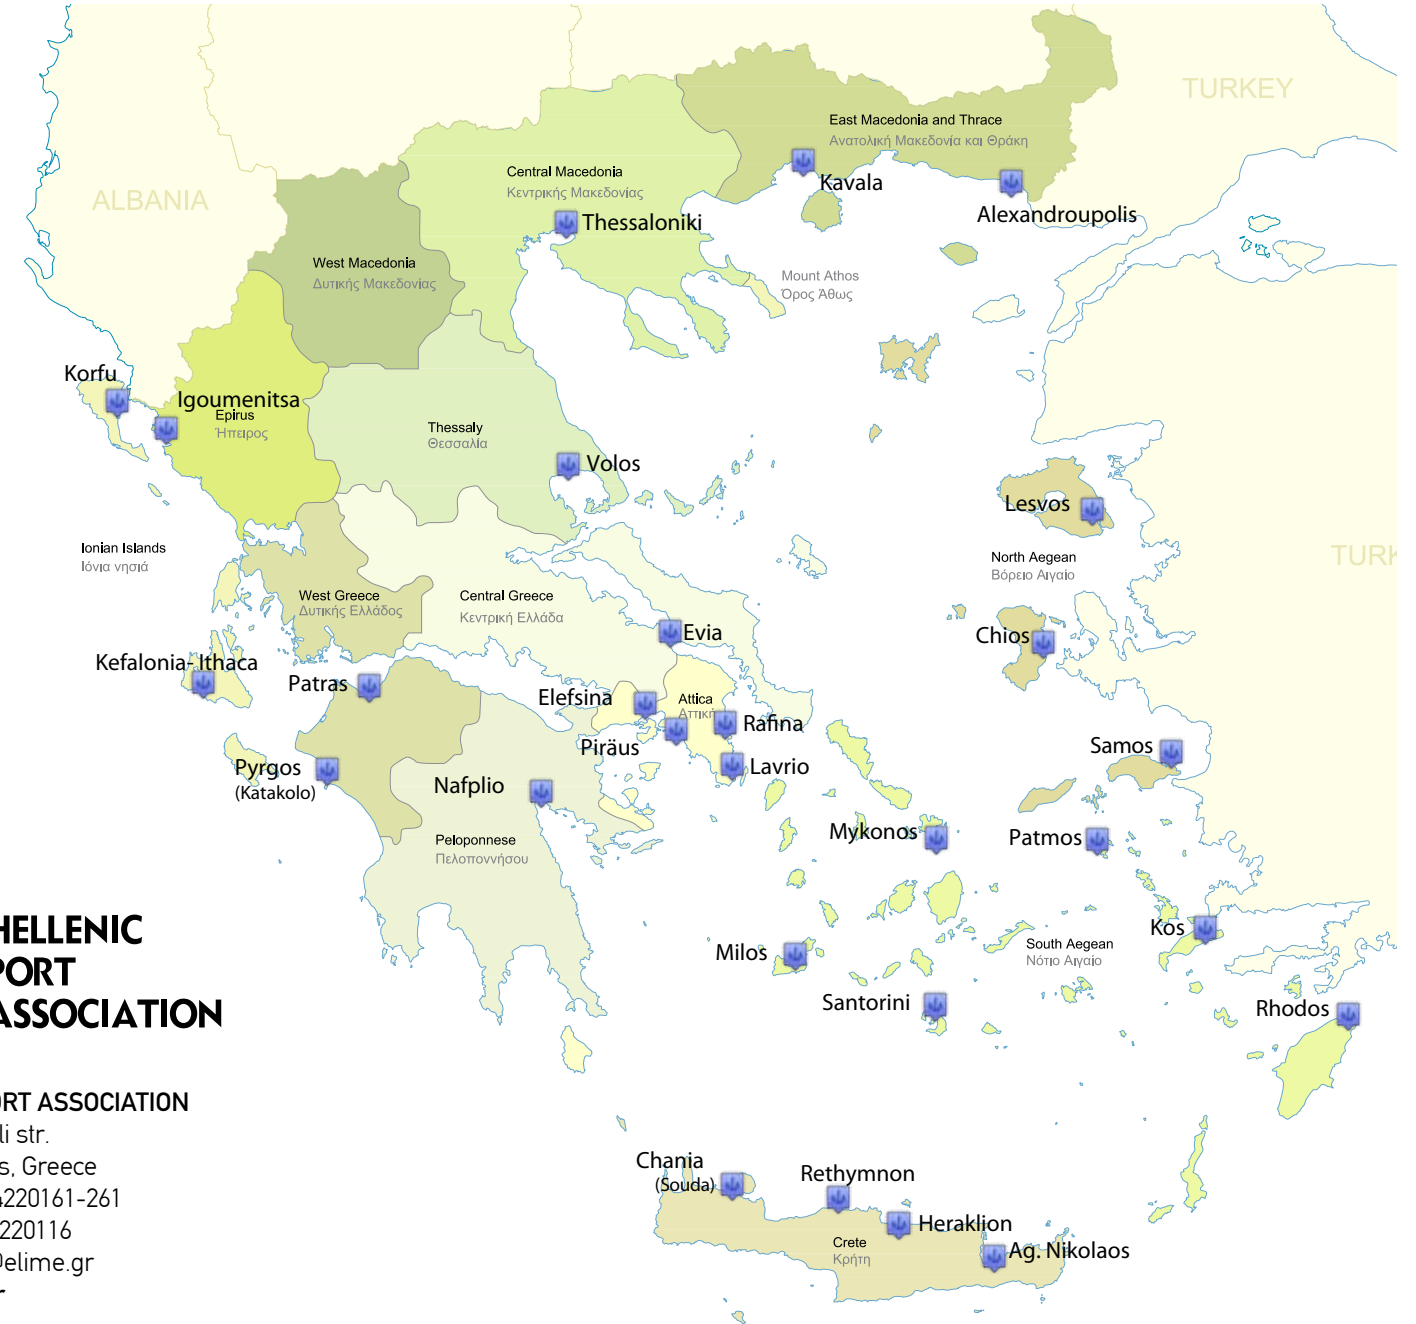 TURKEY
East Macedonia and Thrace
Ανατολική Μακεδονία και Θράκη
Central Macedonia
Κεντρικής Μακεδονίας
Kavala
ALBANIA
Alexandroupolis
Thessaloniki
West Macedonia
Δυτικής Μακεδονίας
Mount Athos
Όρος Άθως
Korfu
Igoumenitsa
Epirus
Ήπειρος
Thessaly
Θεσσαλία
Volos
Lesvos
Ionian Islands
Ιόνια νησιά
North Aegean
Βόρειο Αιγαίο
TURK
West Greece
Δυτικής Ελλάδος
Central Greece
Κεντρική Ελλάδα
Evia
Chios
Kefalonia- Ithaca
Patras
Elefsina
Attica
Αττική
Rafina
Piräus
Samos
Pyrgos
(Katakolo)
Lavrio
Nafplio
Mykonos
Patmos
Peloponnese
Πελοποννήσου
HELLENIC
PORT
ASSOCIATION
Kos
Milos
South Aegean
Νότιο Αιγαίο
Santorini
Rhodos
ORT ASSOCIATION
li str.
s, Greece
4220161-261
220116
@elime.gr
r
Chania
(Souda)
Rethymnon
Heraklion
Crete
Κρήτη
Ag. Nikolaos